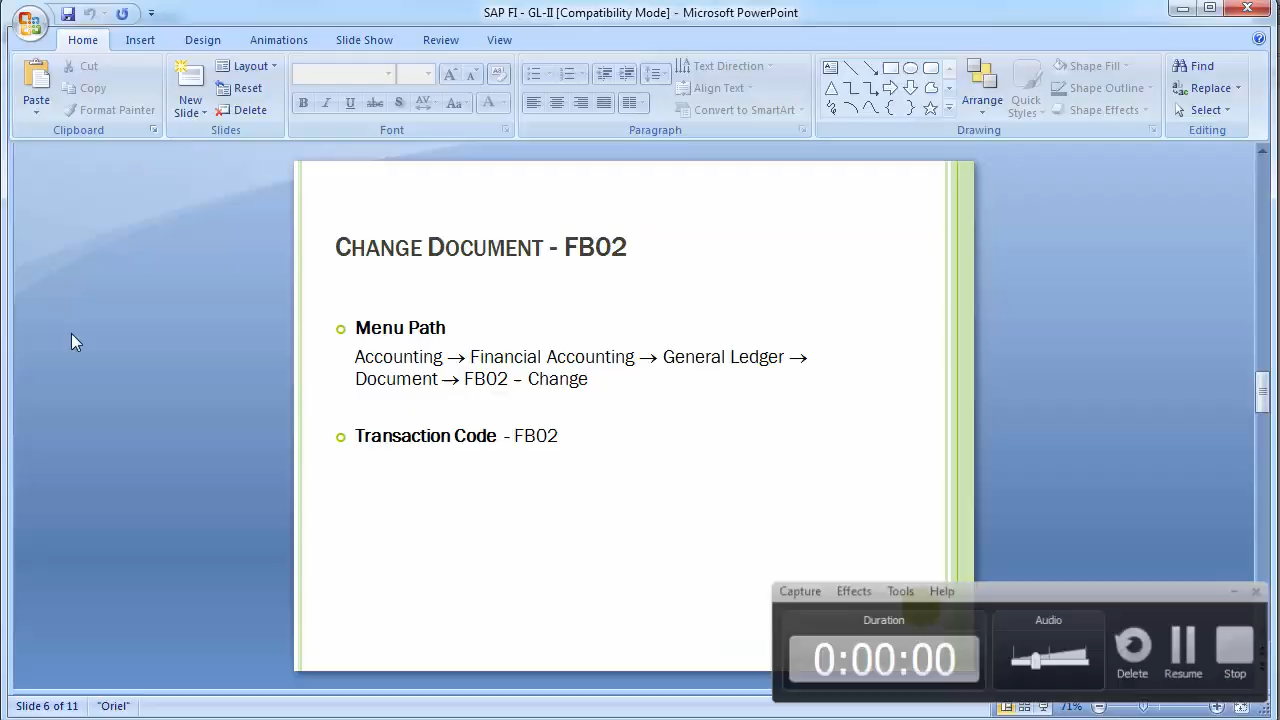 SAP FI - GL-II [Compatibility Mode] - Microsoft PowerPoint
Home Insert Design Animations Slide Show Review View
Paste
Cut
Copy
Format Painter
Clipboard
New
Slide
Layout
Reset
Delete
Slides
B I U abc S AV Aa A
Font
Text Direction
Align Text
Convert to SmartArt
Paragraph
Arrange
Quick
Styles
Shape Fill
Shape Outline
Shape Effects
Drawing
Find
Replace
Select
Editing
CHANGE DOCUMENT - FB02
Menu Path
Accounting → Financial Accounting → General Ledger →
Document → FB02 – Change
Transaction Code - FB02
Capture Effects Tools Help
Duration
0:00:00
Audio
Delete
Resume
Stop
Slide 6 of 11 "Oriel" 71%